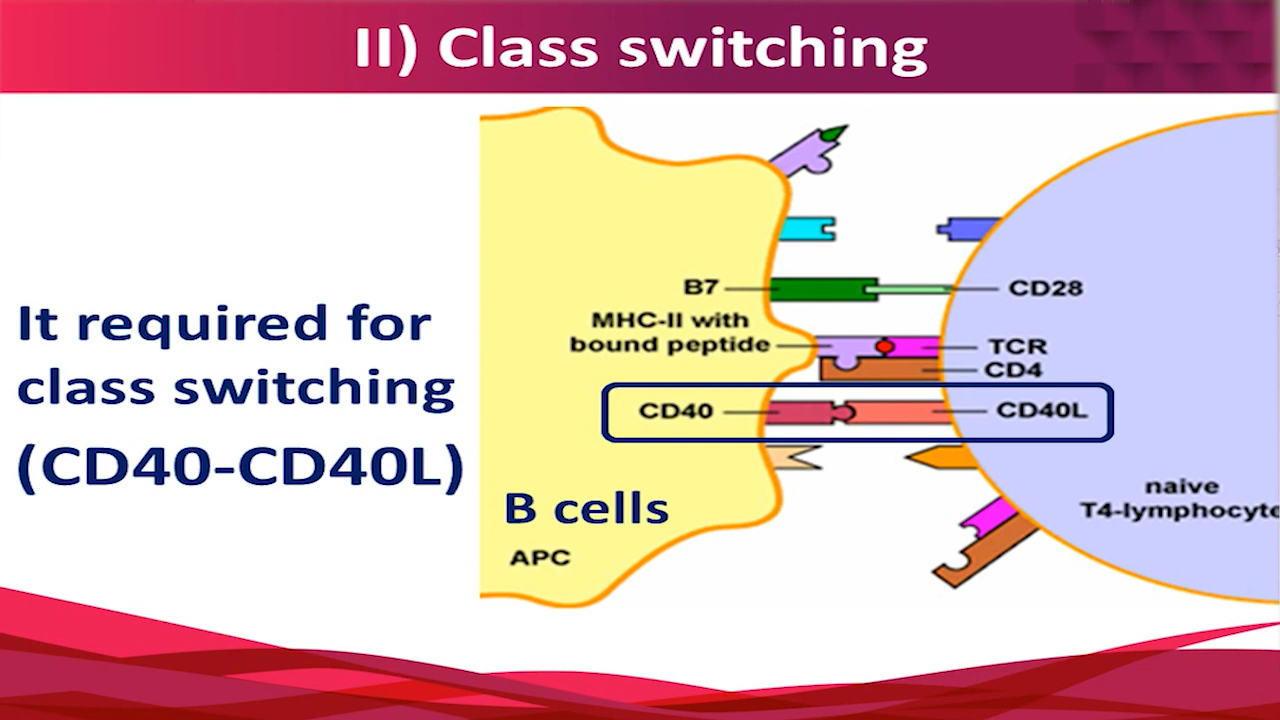 II) Class switching
It required for
class switching
(CD40-CD40L)
B7
CD28
MHC-II with
bound peptide
TCR
CD4
CD40
CD40L
B cells
APC
naive
T4-lymphocyte